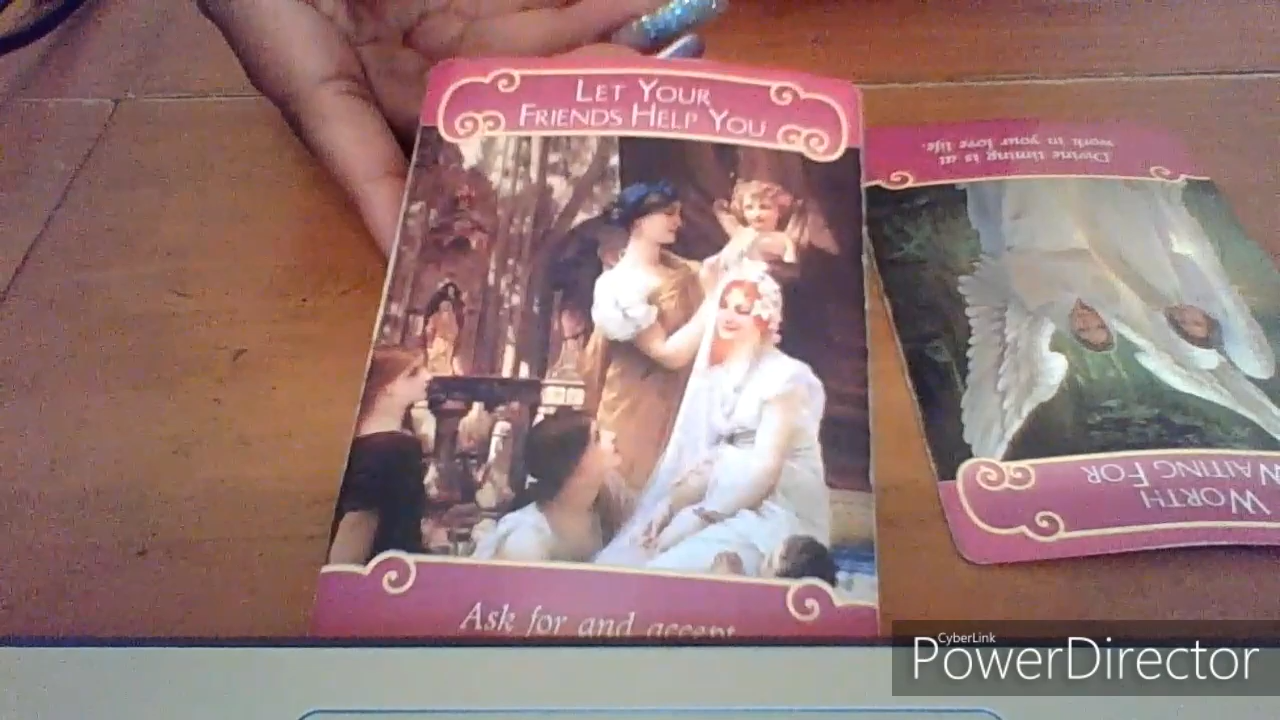 LET YOUR
FRIENDS HELP YOU
Ask for and accept
Divine timing is at
work in your love life.
WORTH
WAITING FOR
CyberLink
PowerDirector